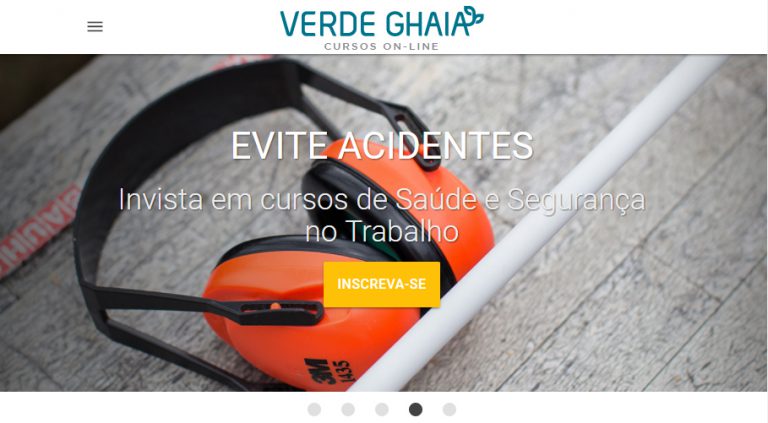 VERDE GHAIA
CURSOS ON-LINE
EVITE ACIDENTES
Invista em cursos de Saúde e Segurança
no Trabalho
INSCREVA-SE
3M
1435